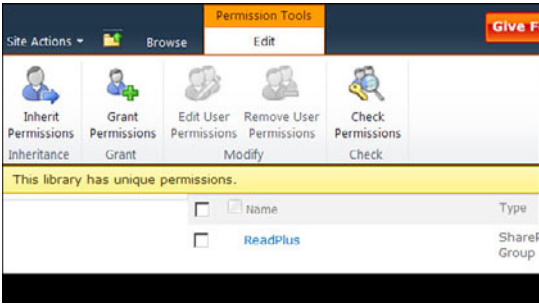 Permission Tools
Site Actions
Browse
Edit
Give F
Inherit Permissions
Grant Permissions
Edit User Permissions
Remove User Permissions
Check Permissions
Inheritance
Grant
Modify
Check
This library has unique permissions.
Name
Type
ReadPlus
ShareP
Group